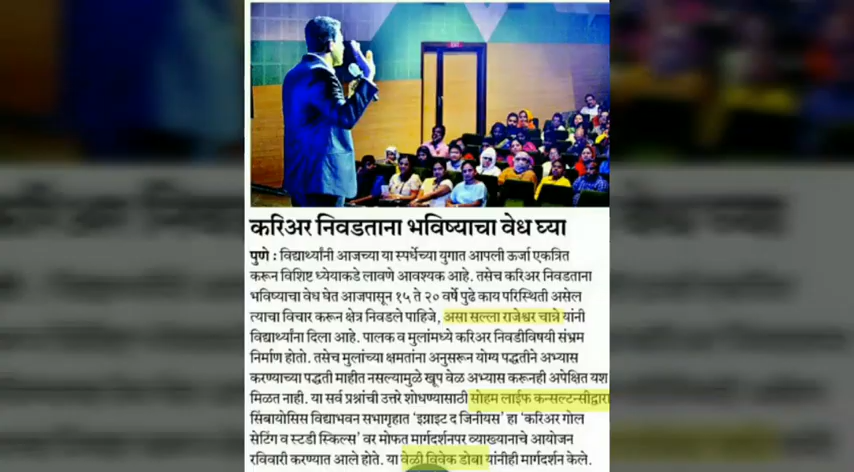 करिअर निवडताना भविष्याचा वेध घ्या
पुणे : विद्यार्थ्यांनी आजच्या या स्पर्धेच्या युगात आपली ऊर्जा एकत्रित
करून विशिष्ट ध्येयाकडे लावणे आवश्यक आहे. तसेच करिअर निवडताना
भविष्याचा वेध घेत आजपासून १५ ते २० वर्षे पुढे काय परिस्थिती असेल
त्याचा विचार करून क्षेत्र निवडले पाहिजे, असा सल्ला राजेश्वर चान्ने यांनी
विद्यार्थ्यांना दिला आहे. पालक व मुलांमध्ये करिअर निवडीविषयी संभ्रम
निर्माण होतो. तसेच मुलांच्या क्षमतांना अनुसरून योग्य पद्धतीने अभ्यास
करण्याच्या पद्धती माहीत नसल्यामुळे खूप वेळ अभ्यास करूनही अपेक्षित यश
मिळत नाही. या सर्व प्रश्नांची उत्तरे शोधण्यासाठी सोहम लाईफ कन्सल्टन्सीद्वारा
सिंबायोसिस विद्याभवन सभागृहात ‘इग्नाइट द जिनीयस’ हा ‘करिअर गोल
सेटिंग व स्टडी स्किल्स’ वर मोफत मार्गदर्शनपर व्याख्यानाचे आयोजन
रविवारी करण्यात आले होते. या वेळी विवेक डोबा यांनीही मार्गदर्शन केले.